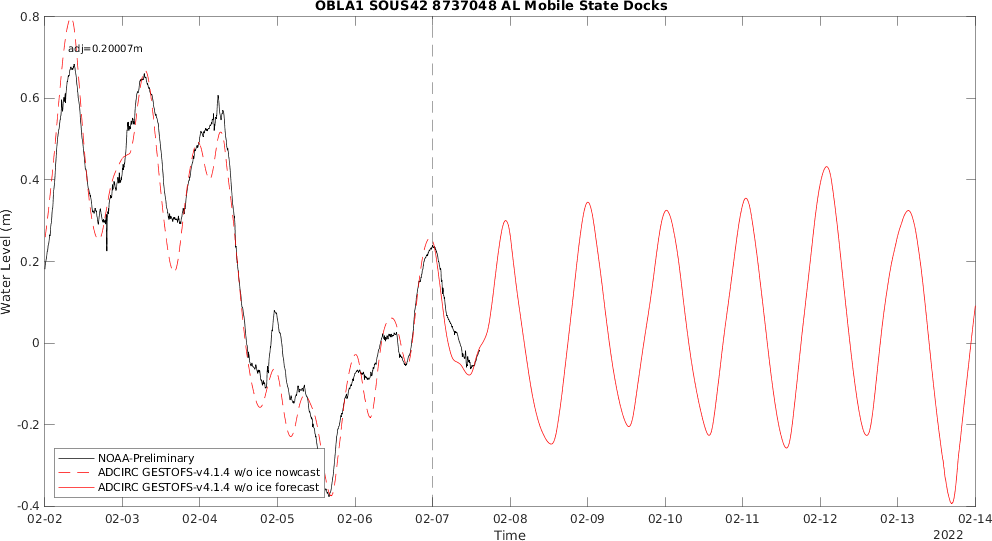 OBLA1 SOUS42 8737048 AL Mobile State Docks
adj=0.20007m
0.8
0.6
0.4
0.2
0
-0.2
-0.4
Water Level (m)
NOAA-Preliminary
ADCIRC GESTOFS-v4.1.4 w/o ice nowcast
ADCIRC GESTOFS-v4.1.4 w/o ice forecast
02-02 02-03 02-04 02-05 02-06 02-07 02-08 02-09 02-10 02-11 02-12 02-13 02-14
Time
2022